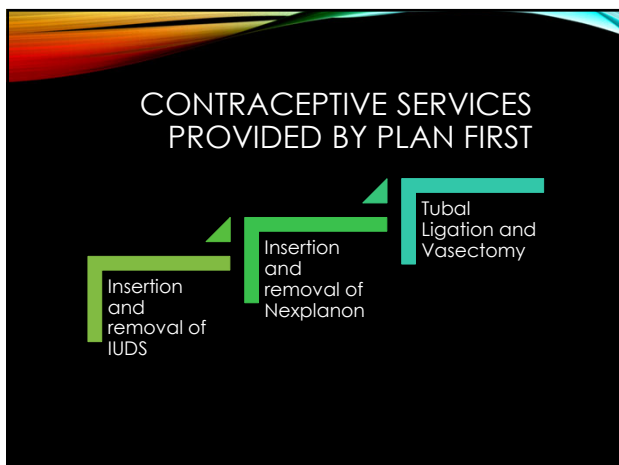 CONTRACEPTIVE SERVICES
PROVIDED BY PLAN FIRST
Insertion
and
removal of
IUDS
Insertion
and
removal of
Nexplanon
Tubal
Ligation and
Vasectomy